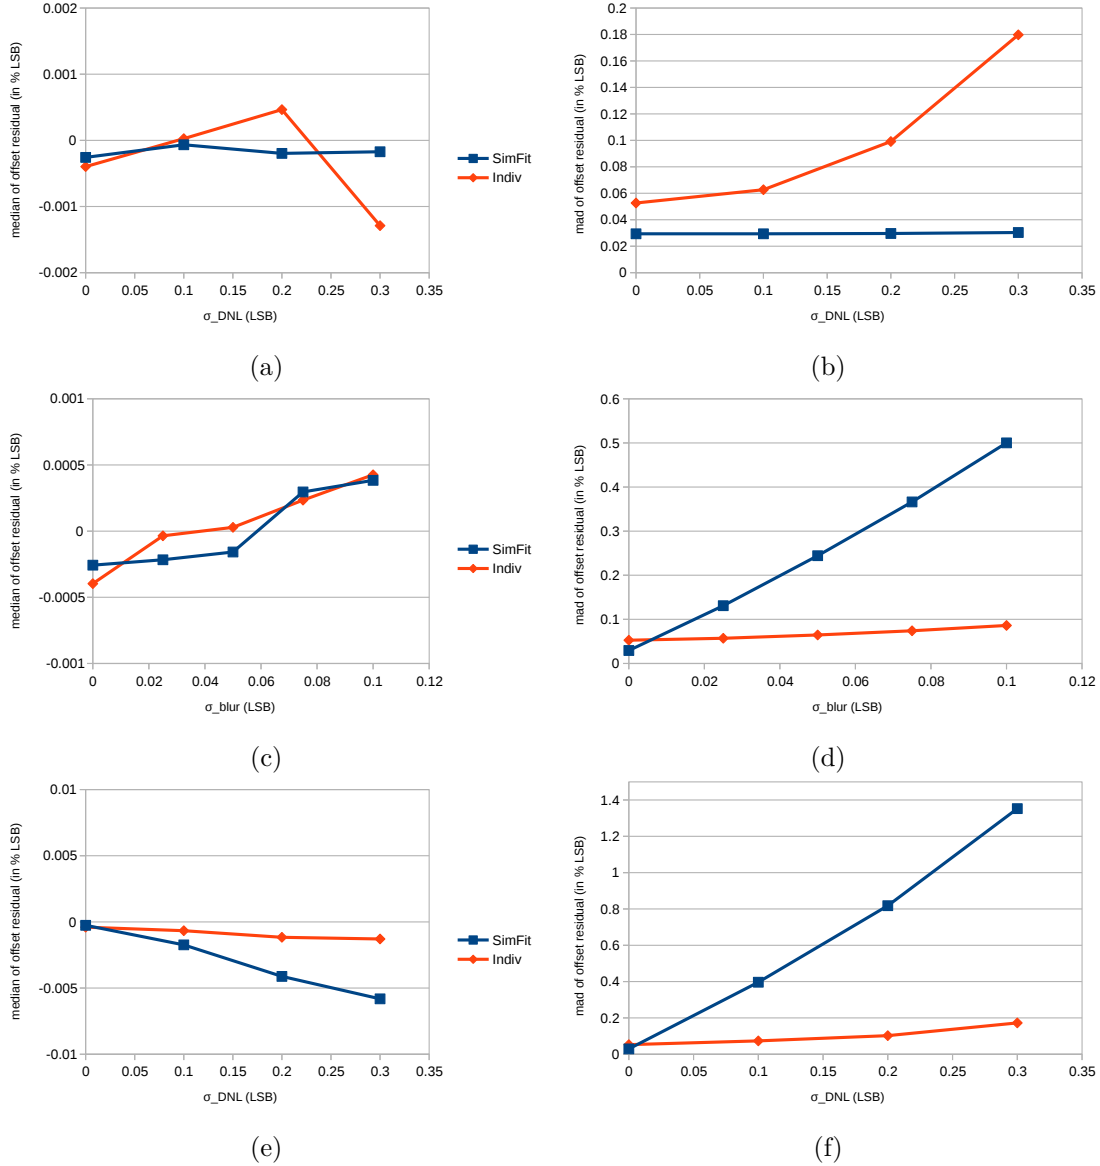 median of offset residual (in % LSB)
0.002
0.001
0
-0.001
-0.002
0 0.05 0.1 0.15 0.2 0.25 0.3 0.35
σ_DNL (LSB)
SimFit
Indiv
(a)
mad of offset residual (in % LSB)
0.2
0.18
0.16
0.14
0.12
0.1
0.08
0.06
0.04
0.02
0
0 0.05 0.1 0.15 0.2 0.25 0.3 0.35
σ_DNL (LSB)
(b)
median of offset residual (in % LSB)
0.001
0.0005
0
-0.0005
-0.001
0 0.02 0.04 0.06 0.08 0.1 0.12
σ_blur (LSB)
SimFit
Indiv
(c)
mad of offset residual (in % LSB)
0.6
0.5
0.4
0.3
0.2
0.1
0
0 0.02 0.04 0.06 0.08 0.1 0.12
σ_blur (LSB)
(d)
median of offset residual (in % LSB)
0.01
0.005
0
-0.005
-0.01
0 0.05 0.1 0.15 0.2 0.25 0.3 0.35
σ_DNL (LSB)
SimFit
Indiv
(e)
mad of offset residual (in % LSB)
1.4
1.2
1
0.8
0.6
0.4
0.2
0
0 0.05 0.1 0.15 0.2 0.25 0.3 0.35
σ_DNL (LSB)
(f)